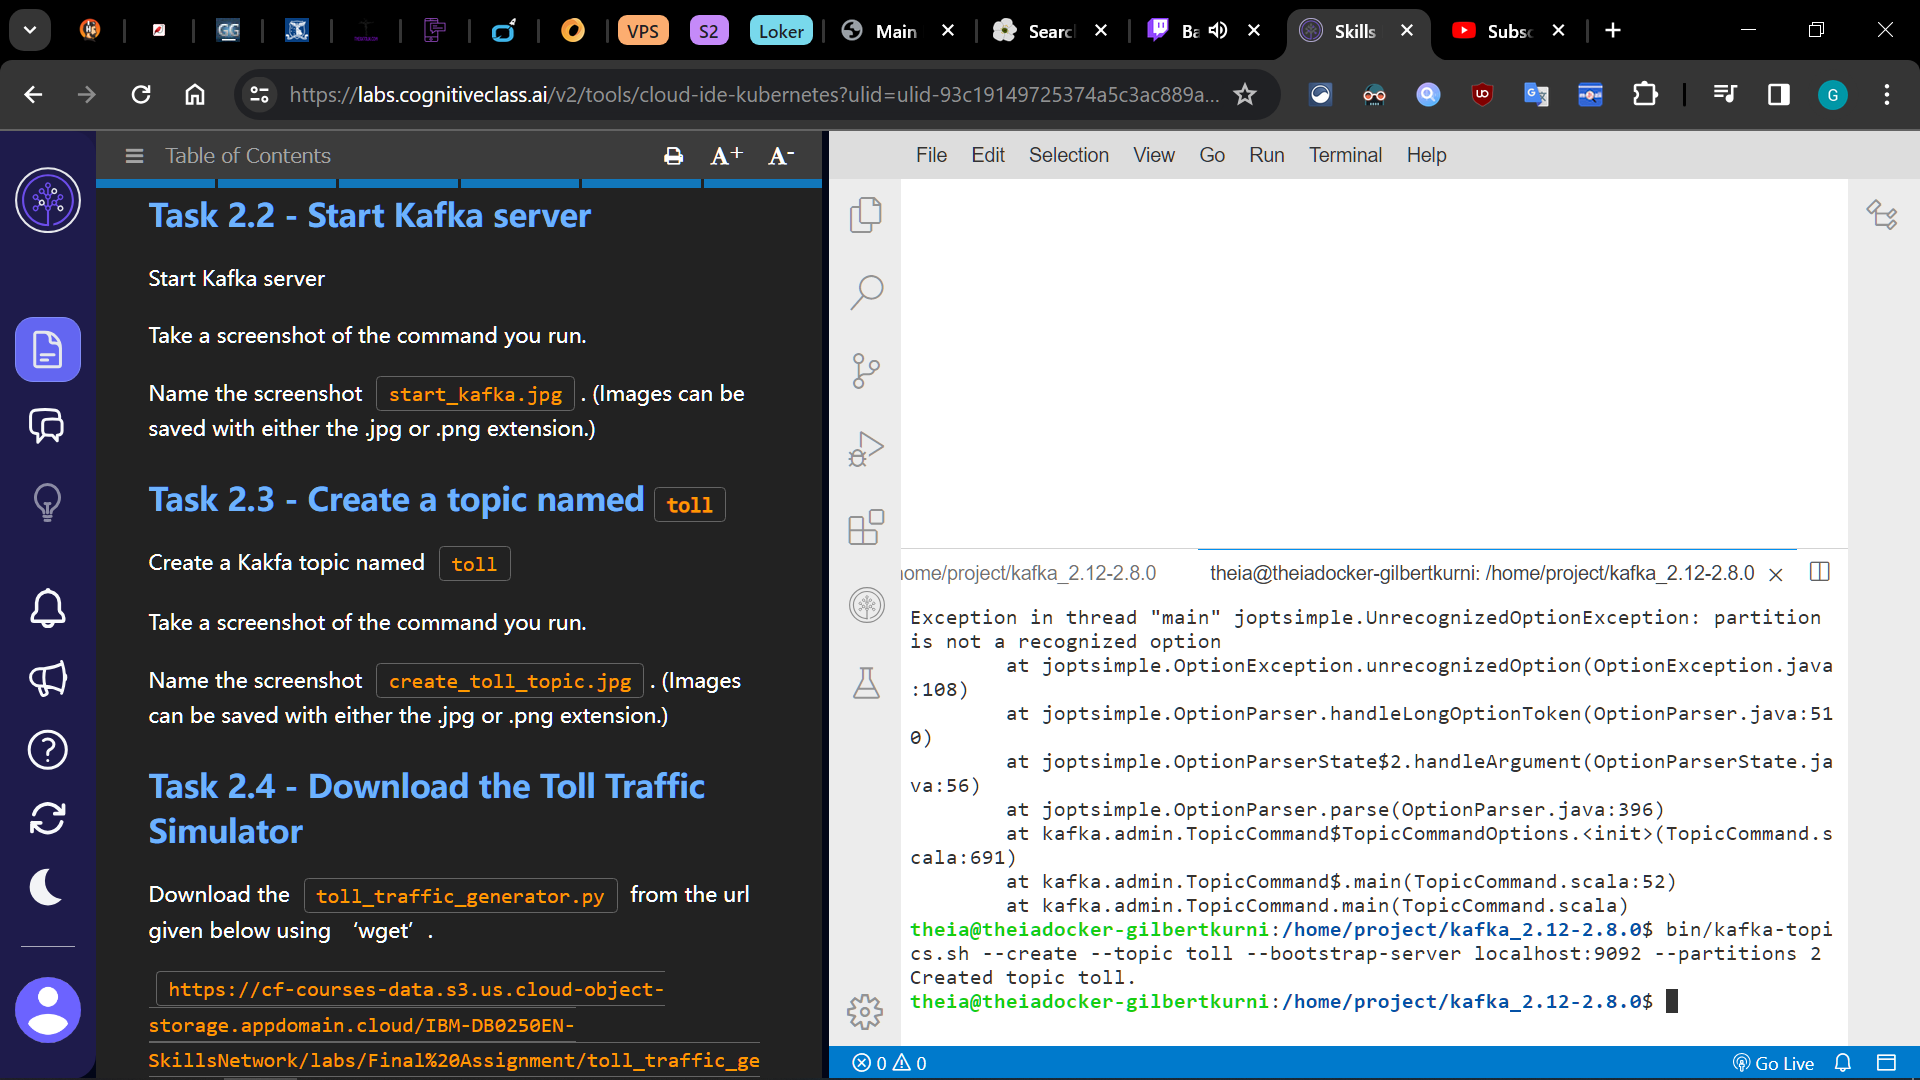 VPS
S2
Loker
Main
Searc
Ba
Skills
Subsc
https://labs.cognitiveclass.ai/v2/tools/cloud-ide-kubernetes?ulid=ulid-93c19149725374a5c3ac889a...
G
Table of Contents
A+
A-
File Edit Selection View Go Run Terminal Help
Task 2.2 - Start Kafka server
Start Kafka server
Take a screenshot of the command you run.
Name the screenshot start_kafka.jpg . (Images can be
saved with either the .jpg or .png extension.)
Task 2.3 - Create a topic named toll
Create a Kakfa topic named toll
Take a screenshot of the command you run.
Name the screenshot create_toll_topic.jpg . (Images
can be saved with either the .jpg or .png extension.)
Task 2.4 - Download the Toll Traffic
Simulator
Download the toll_traffic_generator.py from the url
given below using ‘wget’ .
https://cf-courses-data.s3.us.cloud-object-
storage.appdomain.cloud/IBM-DB0250EN-
SkillsNetwork/labs/Final%20Assignment/toll_traffic_ge
ome/project/kafka_2.12-2.8.0
theia@theiadocker-gilbertkurni: /home/project/kafka_2.12-2.8.0
Exception in thread "main" joptsimple.UnrecognizedOptionException: partition
is not a recognized option
at joptsimple.OptionException.unrecognizedOption(OptionException.java
:108)
at joptsimple.OptionParser.handleLongOptionToken(OptionParser.java:51
0)
at joptsimple.OptionParserState$2.handleArgument(OptionParserState.ja
va:56)
at joptsimple.OptionParser.parse(OptionParser.java:396)
at kafka.admin.TopicCommand$TopicCommandOptions.<init>(TopicCommand.s
cala:691)
at kafka.admin.TopicCommand$.main(TopicCommand.scala:52)
at kafka.admin.TopicCommand.main(TopicCommand.scala)
theia@theiadocker-gilbertkurni:/home/project/kafka_2.12-2.8.0$ bin/kafka-topi
cs.sh --create --topic toll --bootstrap-server localhost:9092 --partitions 2
Created topic toll.
theia@theiadocker-gilbertkurni:/home/project/kafka_2.12-2.8.0$
0 0
Go Live